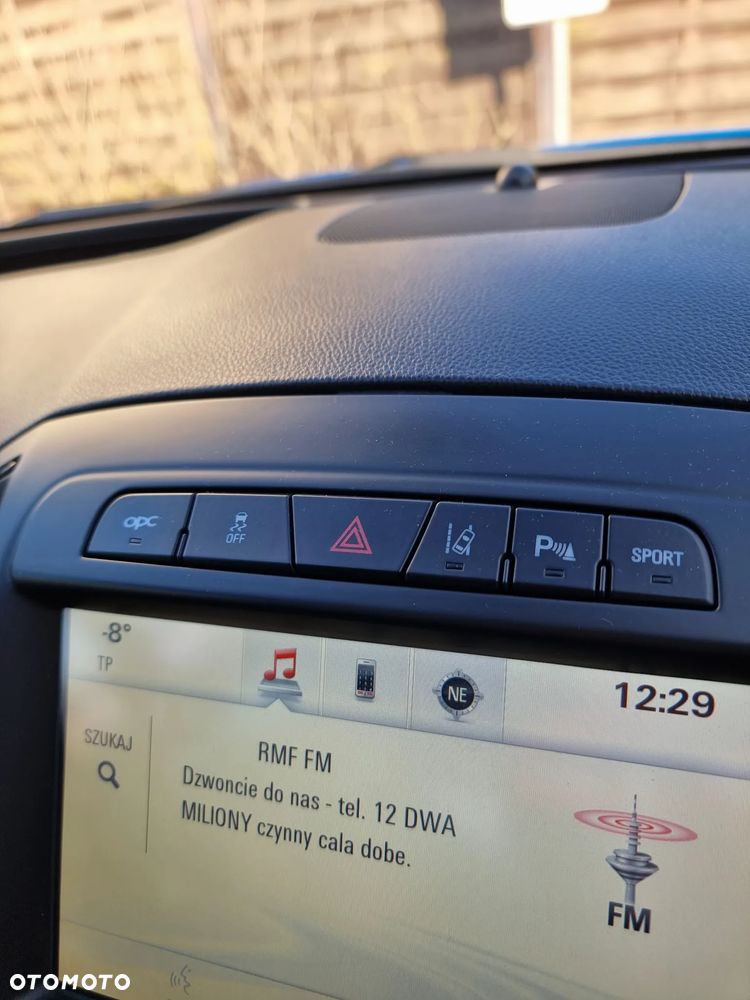 OPC
OFF
P
SPORT
-8°
TP
NE
12:29
SZUKAJ
RMF FM
Dzwoncie do nas - tel. 12 DWA
MILIONY czynny cala dobe.
FM
OTOMOTO